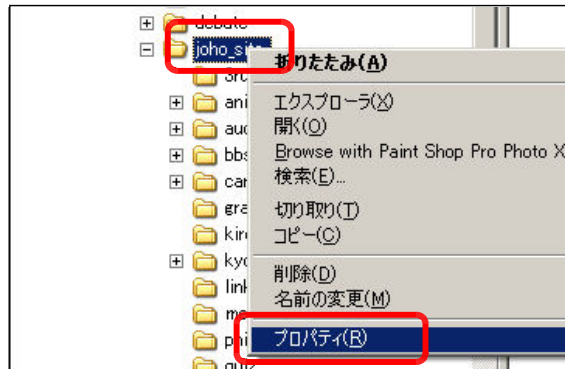 debate
joho_site
折りたたみ(A)
ani
エクスプローラ(X)
開く(O)
Browse with Paint Shop Pro Photo X
検索(E)...
切り取り(T)
コピー(C)
削除(D)
名前の変更(M)
プロパティ(R)